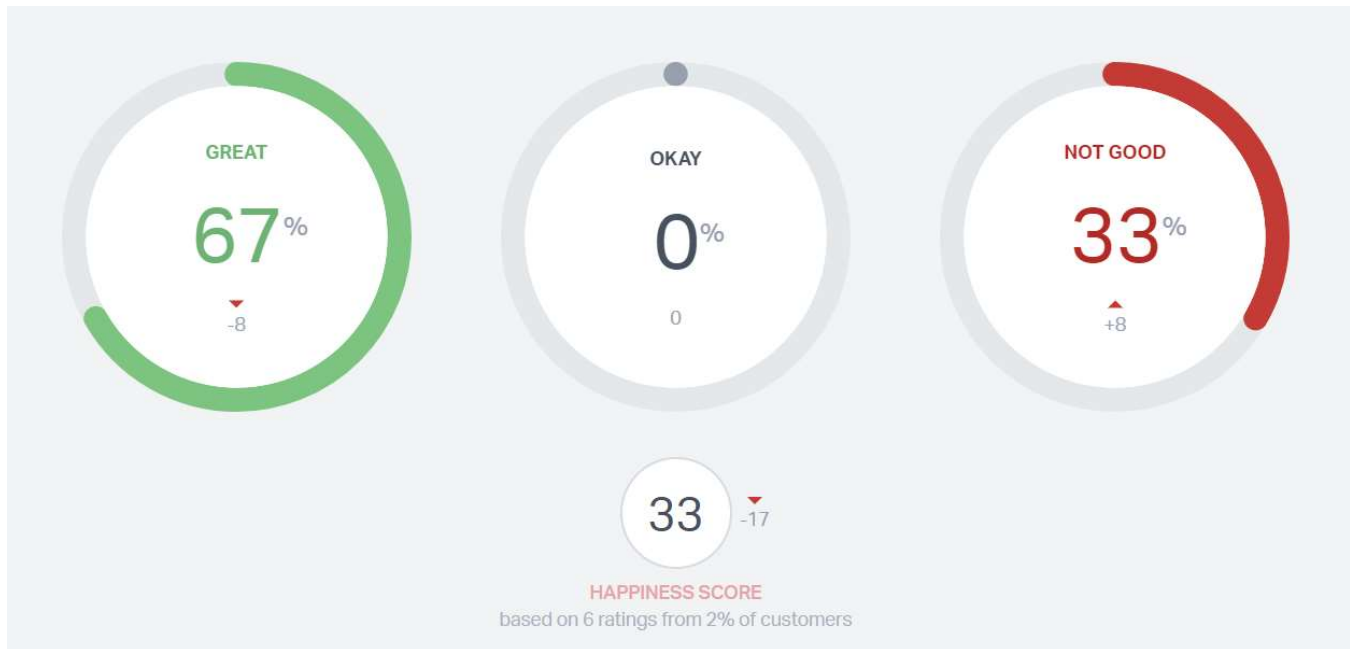 GREAT
67%
-8
OKAY
0%
0
NOT GOOD
33%
+8
33
-17
HAPPINESS SCORE
based on 6 ratings from 2% of customers